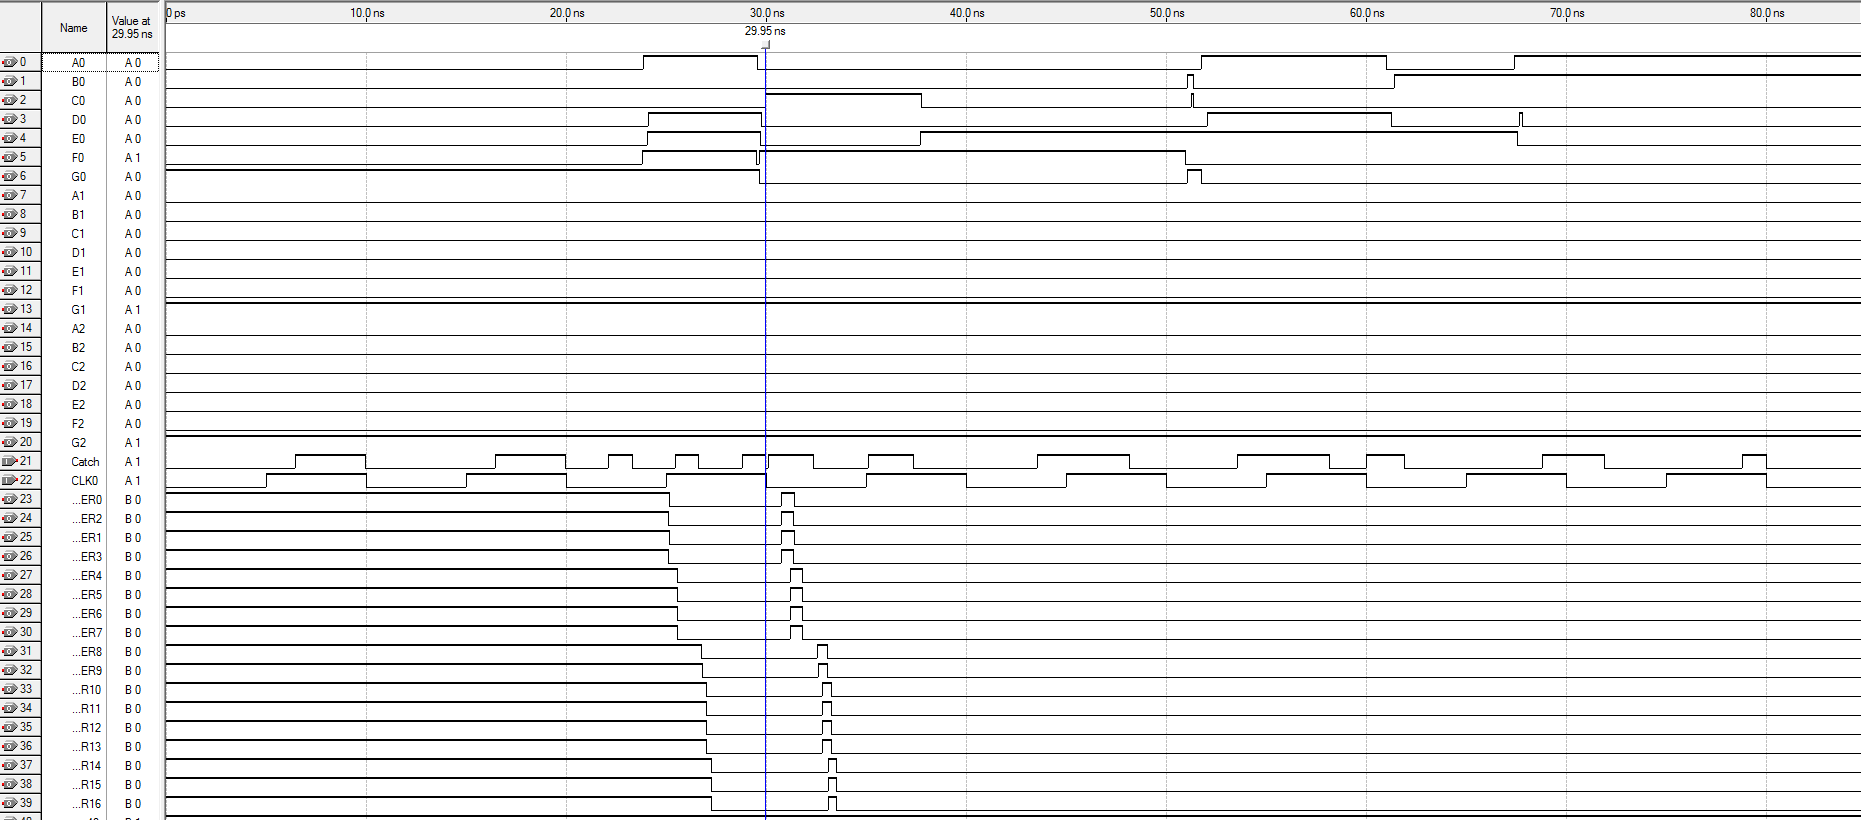 Name
Value at
29.95 ns
0 ps 10.0 ns 20.0 ns 30.0 ns 40.0 ns 50.0 ns 60.0 ns 70.0 ns 80.0 ns
29.95 ns
0 A0 A 0
1 B0 A 0
2 C0 A 0
3 D0 A 0
4 E0 A 0
5 F0 A 1
6 G0 A 0
7 A1 A 0
8 B1 A 0
9 C1 A 0
10 D1 A 0
11 E1 A 0
12 F1 A 0
13 G1 A 1
14 A2 A 0
15 B2 A 0
16 C2 A 0
17 D2 A 0
18 E2 A 0
19 F2 A 0
20 G2 A 1
21 Catch A 1
22 CLK0 A 1
23 ...ER0 B 0
24 ...ER2 B 0
25 ...ER1 B 0
26 ...ER3 B 0
27 ...ER4 B 0
28 ...ER5 B 0
29 ...ER6 B 0
30 ...ER7 B 0
31 ...ER8 B 0
32 ...ER9 B 0
33 ...R10 B 0
34 ...R11 B 0
35 ...R12 B 0
36 ...R13 B 0
37 ...R14 B 0
38 ...R15 B 0
39 ...R16 B 0